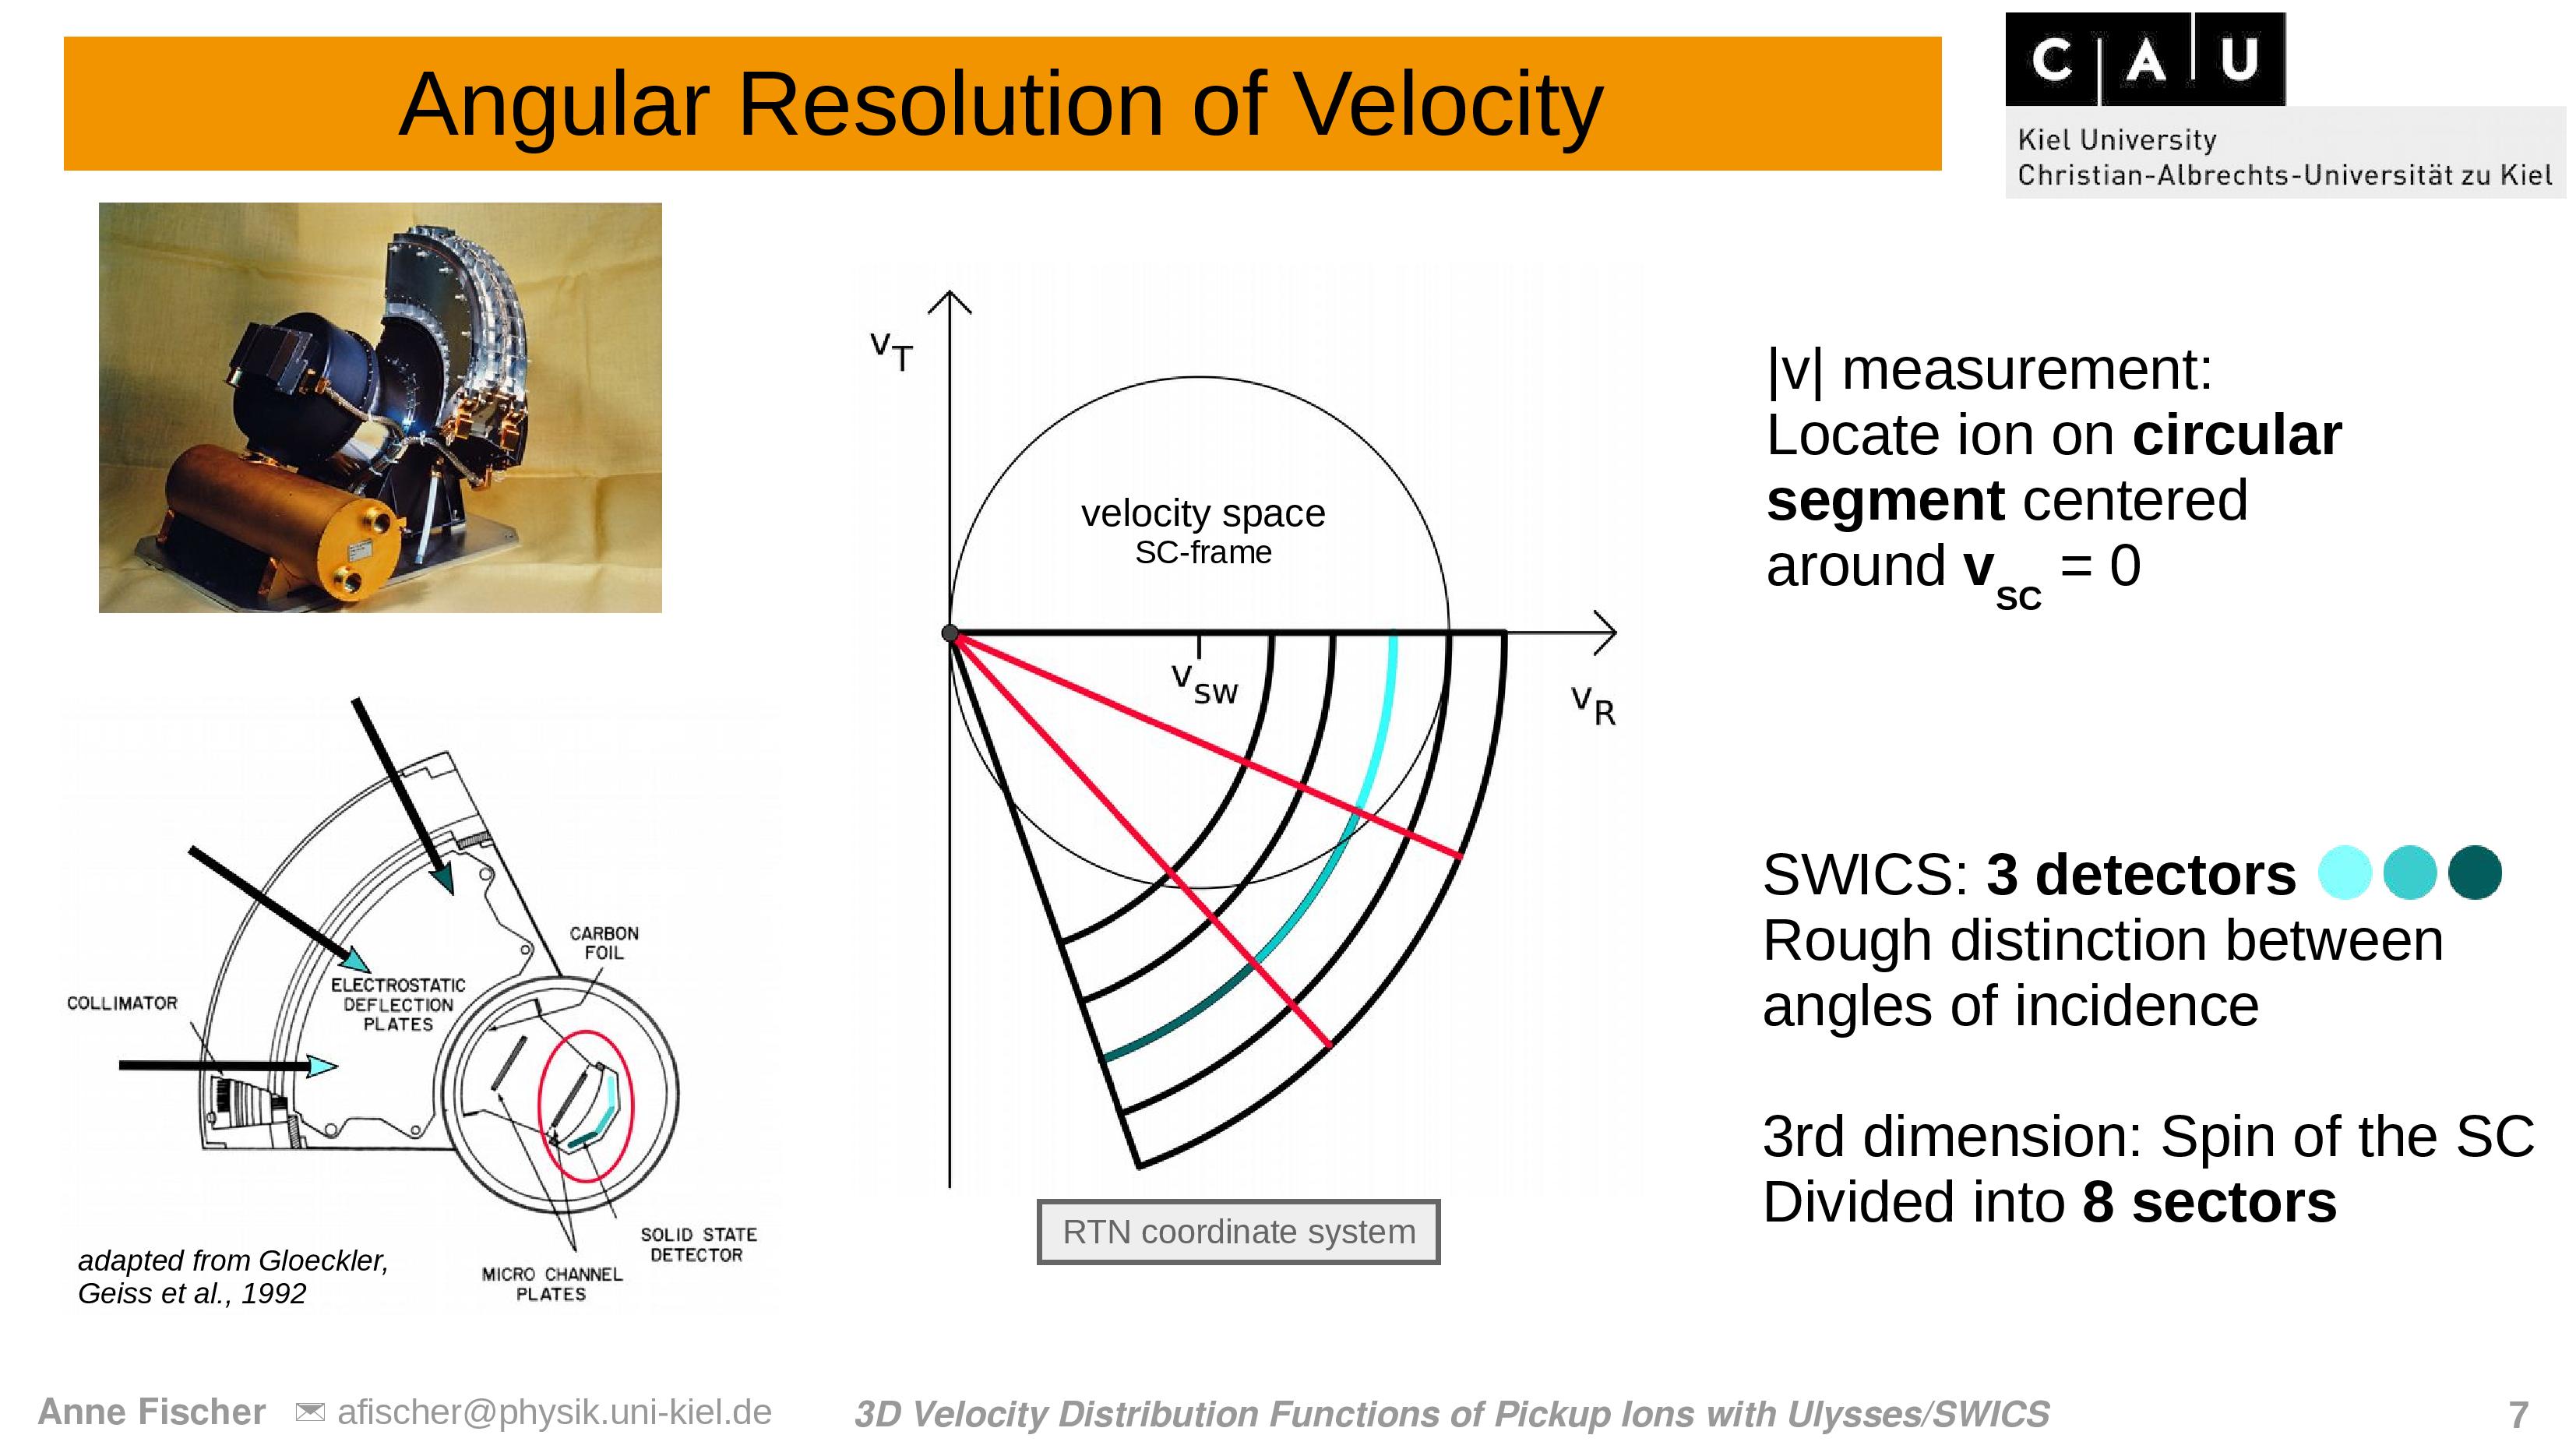 Angular Resolution of Velocity
C A U
Kiel University
Christian-Albrechts-Universität zu Kiel
v_T
velocity space
SC-frame
v_sw
v_R
RTN coordinate system
|v| measurement:
Locate ion on circular
segment centered
around v_SC = 0
SWICS: 3 detectors
Rough distinction between
angles of incidence
3rd dimension: Spin of the SC
Divided into 8 sectors
CARBON
FOIL
ELECTROSTATIC
DEFLECTION
PLATES
COLLIMATOR
SOLID STATE
DETECTOR
MICRO CHANNEL
PLATES
adapted from Gloeckler,
Geiss et al., 1992
Anne Fischer ✉ afischer@physik.uni-kiel.de 3D Velocity Distribution Functions of Pickup Ions with Ulysses/SWICS 7